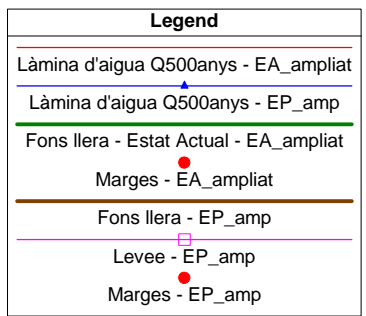 Legend
Làmina d'aigua Q500anys - EA_ampliat
Làmina d'aigua Q500anys - EP_amp
Fons llera - Estat Actual - EA_ampliat
Marges - EA_ampliat
Fons llera - EP_amp
Levee - EP_amp
Marges - EP_amp